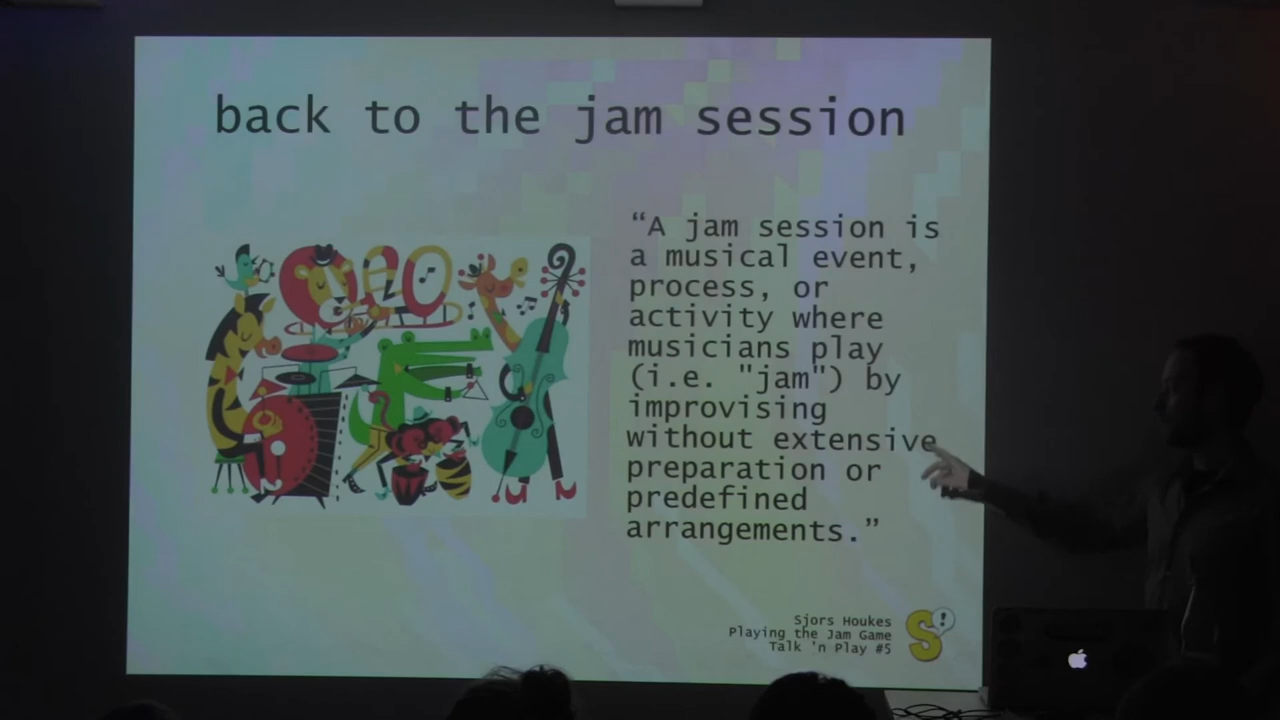 back to the jam session
“A jam session is
a musical event,
process, or
activity where
musicians play
(i.e. "jam") by
improvising
without extensive
preparation or
predefined
arrangements.”
Sjors Houkes
Playing the Jam Game
Talk 'n Play #5
S!